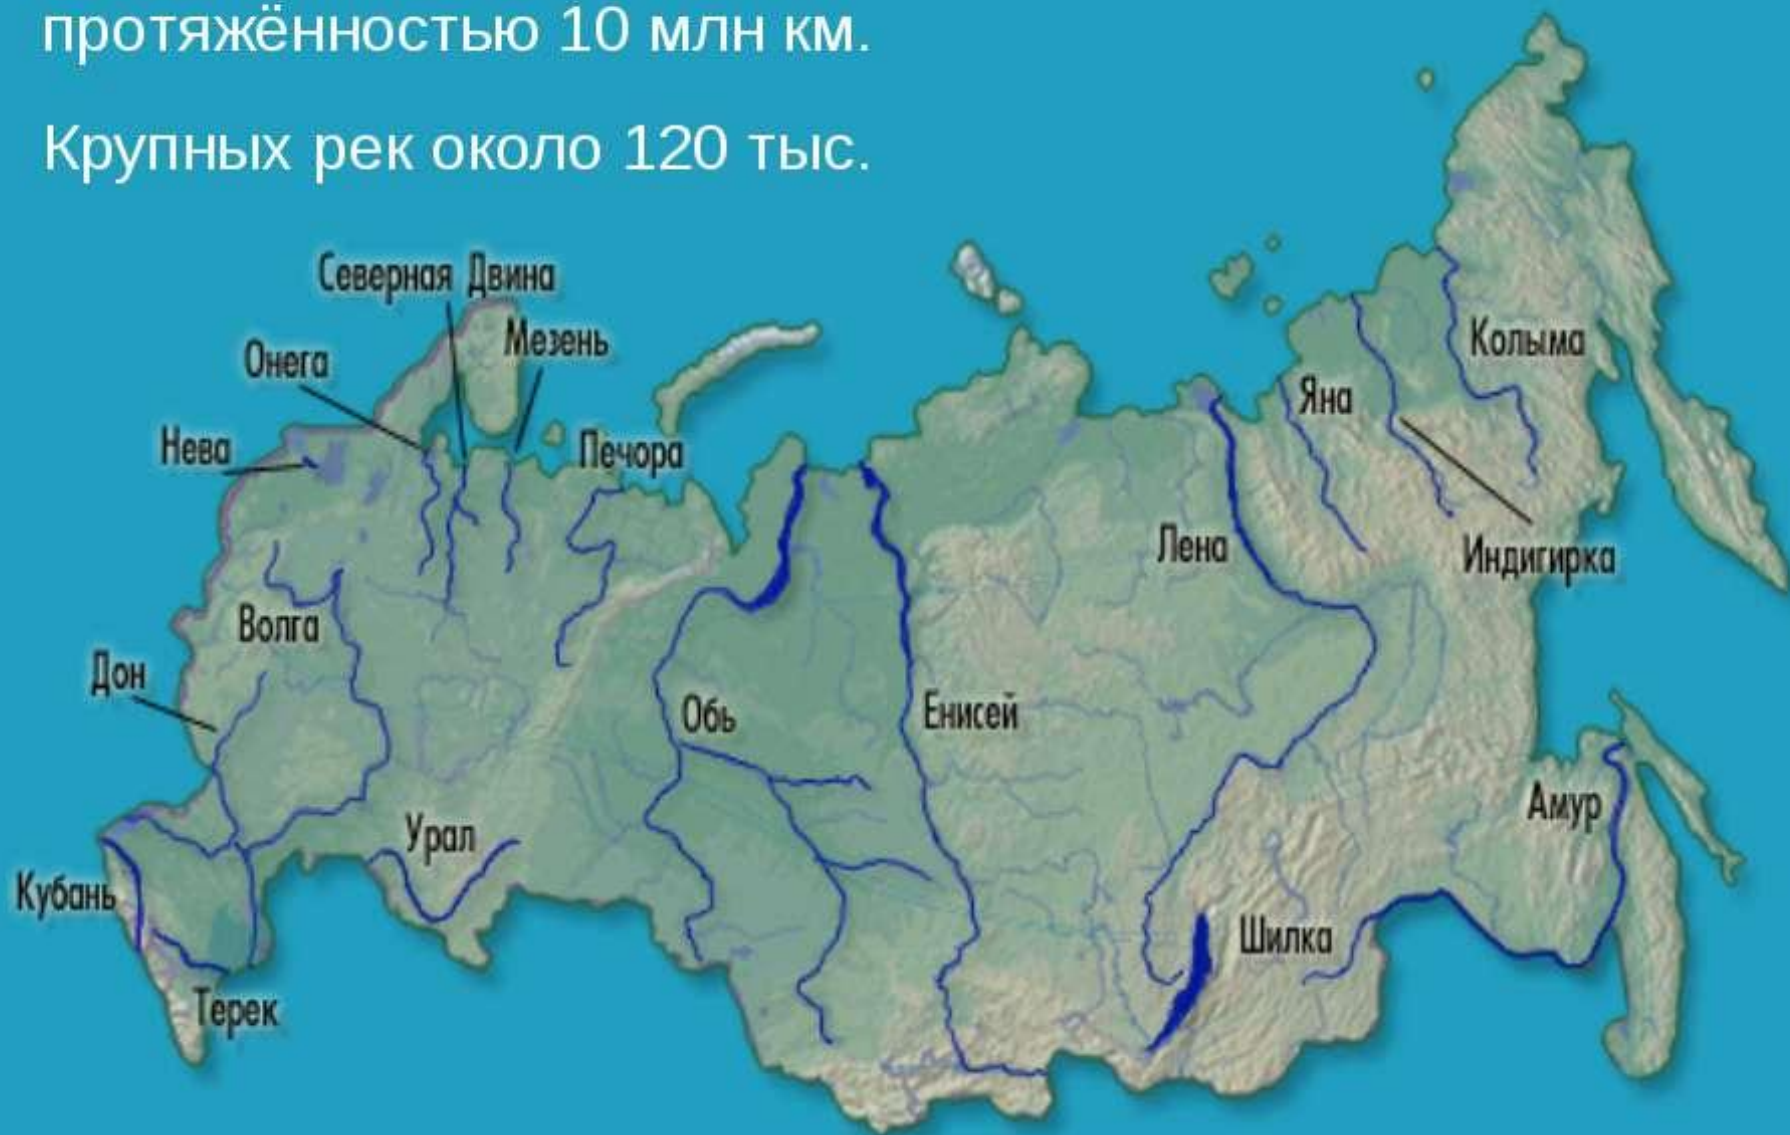 протяжённостью 10 млн км.
Крупных рек около 120 тыс.
Северная Двина
Мезень
Онега
Нева
Печора
Колыма
Яна
Лена
Индигирка
Волга
Дон
Обь
Енисей
Амур
Урал
Кубань
Шилка
Терек